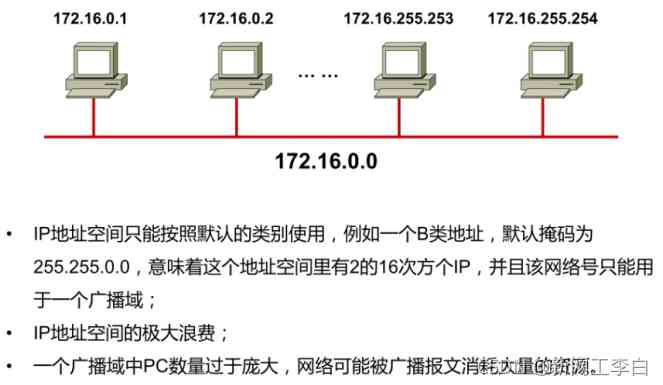 172.16.0.1 172.16.0.2 172.16.255.253 172.16.255.254
... ...
172.16.0.0
• IP地址空间只能按照默认的类别使用，例如一个B类地址，默认掩码为
255.255.0.0，意味着这个地址空间里有2的16次方个IP，并且该网络号只能用
于一个广播域；
• IP地址空间的极大浪费；
• 一个广播域中PC数量过于庞大，网络可能被广播报文消耗大量的资源。
工李白